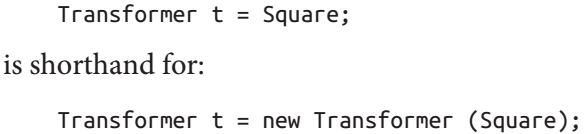 Transformer t = Square;
is shorthand for:
Transformer t = new Transformer (Square);